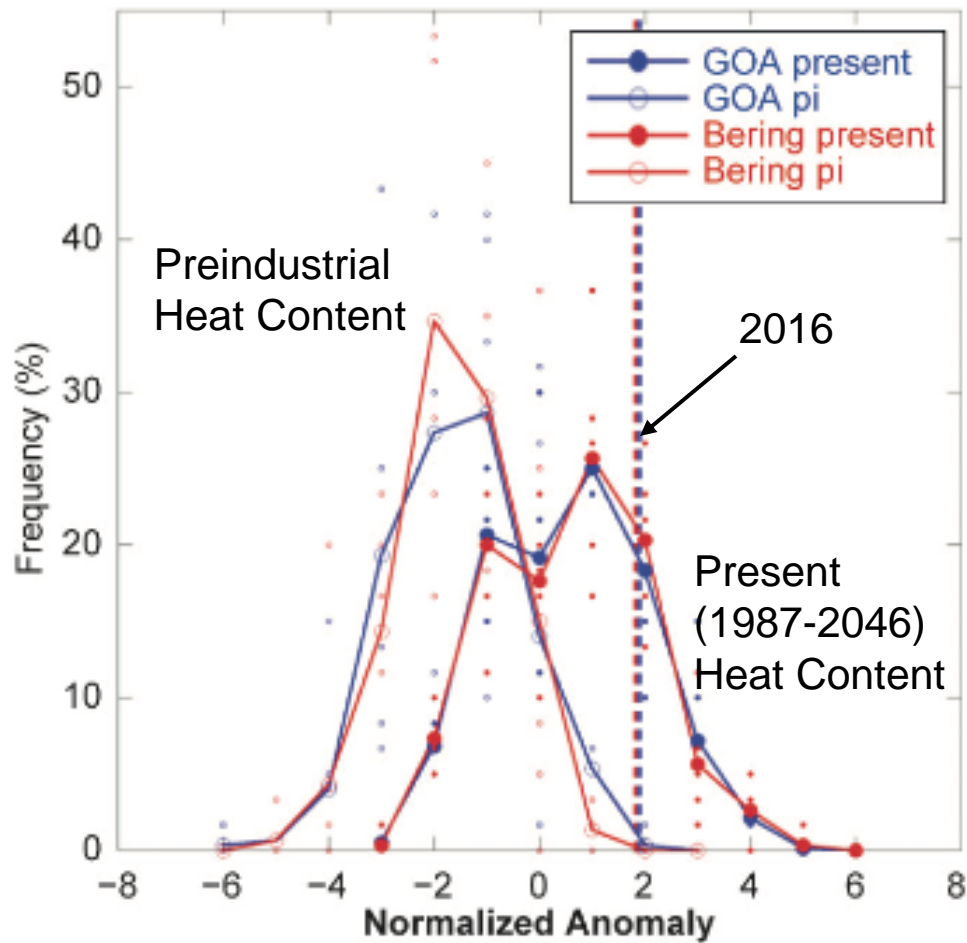 GOA present
GOA pi
Bering present
Bering pi
50
40
30
20
10
0
Frequency (%)
Preindustrial
Heat Content
2016
Present
(1987-2046)
Heat Content
−8 −6 −4 −2 0 2 4 6 8
Normalized Anomaly